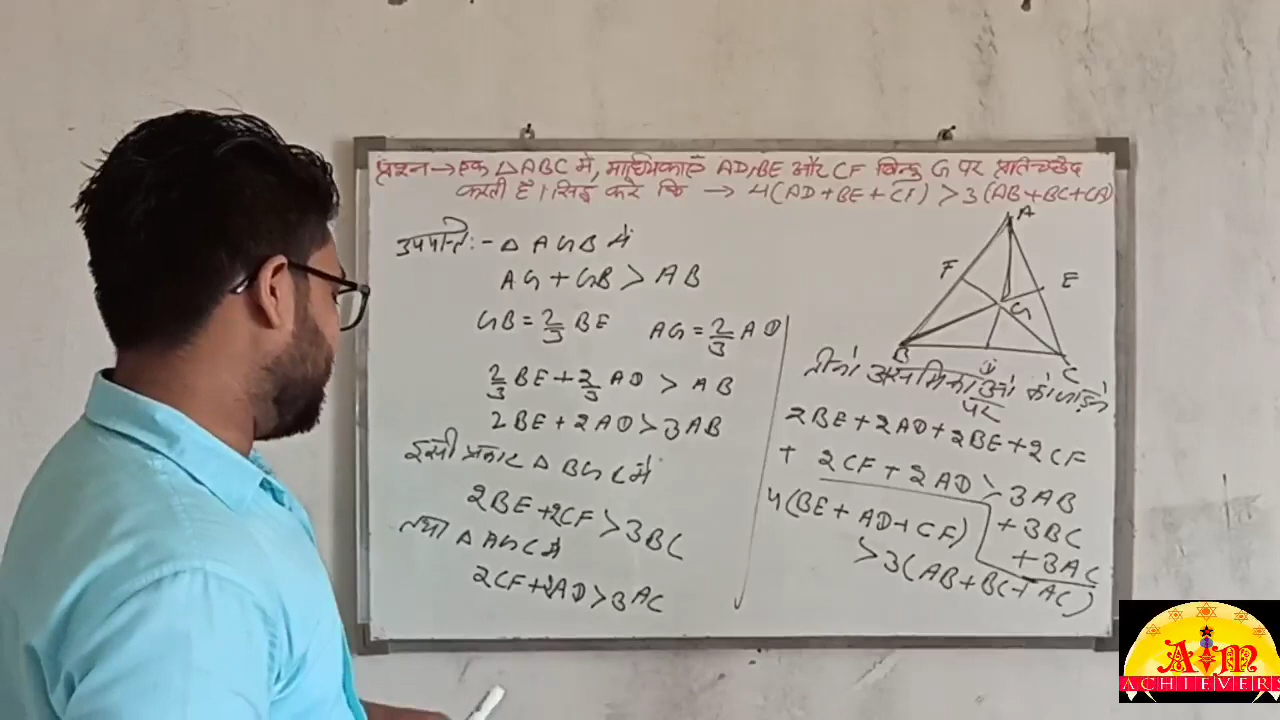 प्रश्न → एक △ ABC में, माध्यिकाएँ AD, BE और CF बिन्दु G पर प्रतिच्छेद
करती है। सिद्ध करे कि → 4(AD+BE+CF) > 3(AB+BC+CA)
उपपत्ति :- △ AGB में
AG + GB > AB
GB = 2/3 BE AG = 2/3 AD
2/3 BE + 2/3 AD > AB
2BE + 2AD > 3AB
इसी प्रकार △ BGC में
2BE + 2CF > 3BC
तथा △ AGC में
2CF + 2AD > 3AC
A
F
E
G
B
D
C
तीनो असमिकाओ को जोड़ने
पर
2BE + 2AD + 2BE + 2CF
+ 2CF + 2AD > 3AB
+ 3BC
+ 3AC
4(BE + AD + CF)
> 3(AB + BC + AC)
AIM
ACHIEVERS